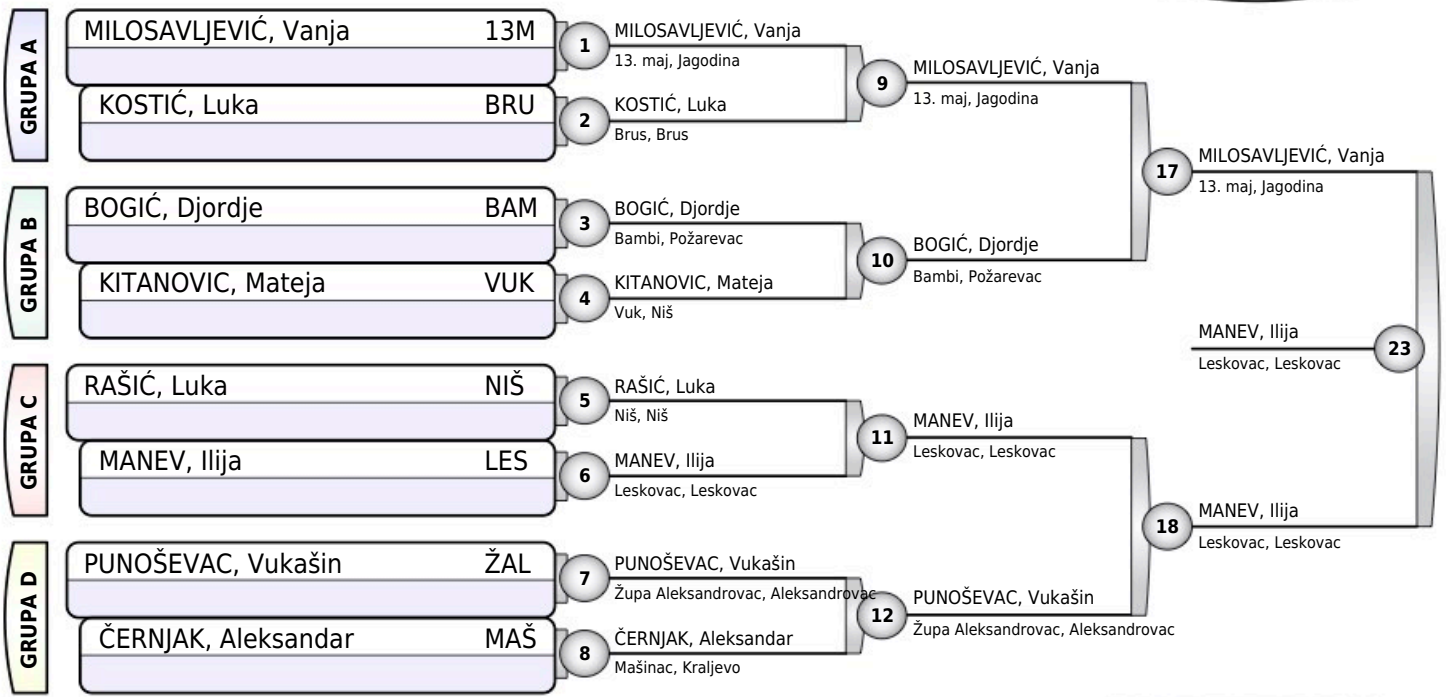 GRUPA A
MILOSAVLJEVIĆ, Vanja 13M
KOSTIĆ, Luka BRU
GRUPA B
BOGIĆ, Djordje BAM
KITANOVIC, Mateja VUK
GRUPA C
RAŠIĆ, Luka NIŠ
MANEV, Ilija LES
GRUPA D
PUNOŠEVAC, Vukašin ŽAL
ČERNJAK, Aleksandar MAŠ
1
MILOSAVLJEVIĆ, Vanja
13. maj, Jagodina
2
KOSTIĆ, Luka
Brus, Brus
3
BOGIĆ, Djordje
Bambi, Požarevac
4
KITANOVIC, Mateja
Vuk, Niš
5
RAŠIĆ, Luka
Niš, Niš
6
MANEV, Ilija
Leskovac, Leskovac
7
PUNOŠEVAC, Vukašin
Župa Aleksandrovac, Aleksandrovac
8
ČERNJAK, Aleksandar
Mašinac, Kraljevo
9
MILOSAVLJEVIĆ, Vanja
13. maj, Jagodina
10
BOGIĆ, Djordje
Bambi, Požarevac
11
MANEV, Ilija
Leskovac, Leskovac
12
PUNOŠEVAC, Vukašin
Župa Aleksandrovac, Aleksandrovac
17
MILOSAVLJEVIĆ, Vanja
13. maj, Jagodina
18
MANEV, Ilija
Leskovac, Leskovac
MANEV, Ilija
Leskovac, Leskovac
23